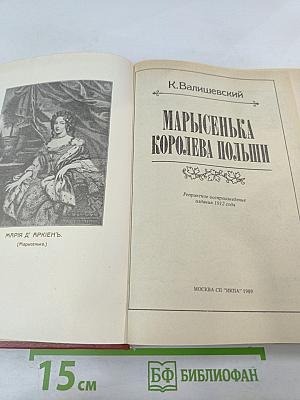 МАРІЯ Д' АРКІЕНЪ.
(Марысенька.)
К. Валишевский
МАРЫСЕНЬКА
КОРОЛЕВА ПОЛЬШИ
Репринтное воспроизведение
издания 1912 года
МОСКВА СП "ИКПА" 1989
15 см
БФ БИБЛИОФАН